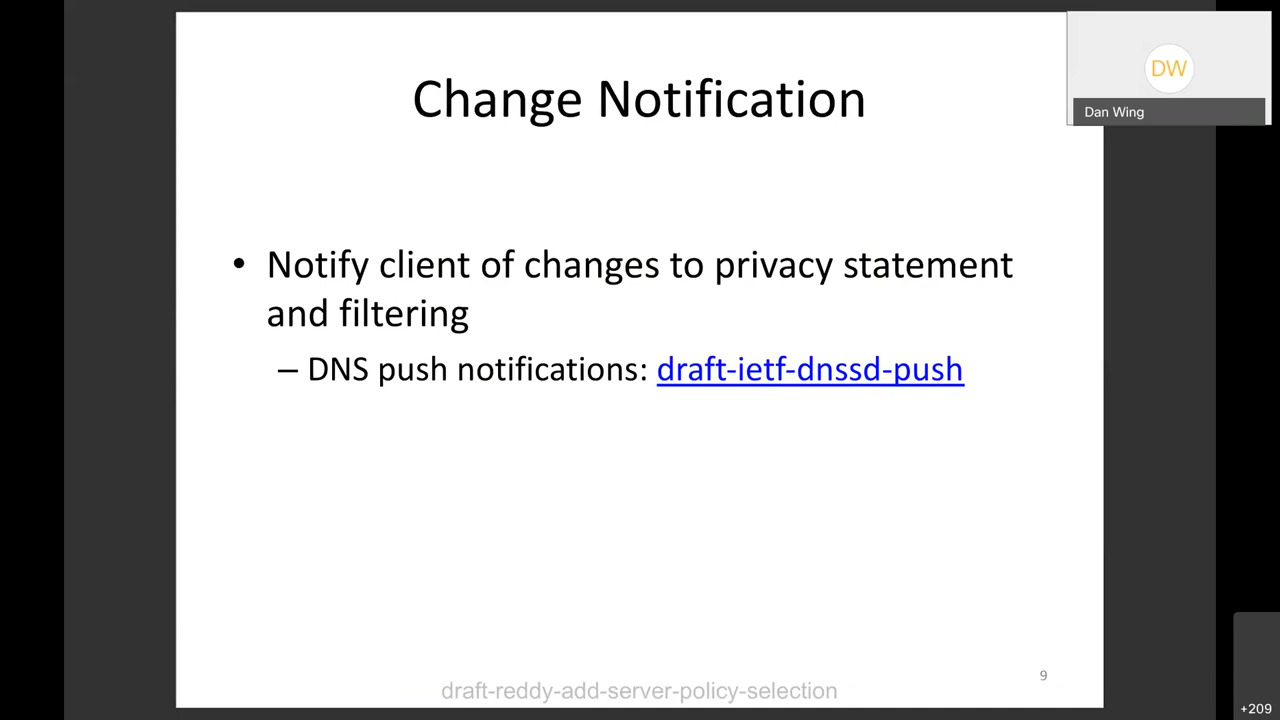 Change Notification
DW
Dan Wing
• Notify client of changes to privacy statement
and filtering
– DNS push notifications: draft-ietf-dnssd-push
9
draft-reddy-add-server-policy-selection
+209